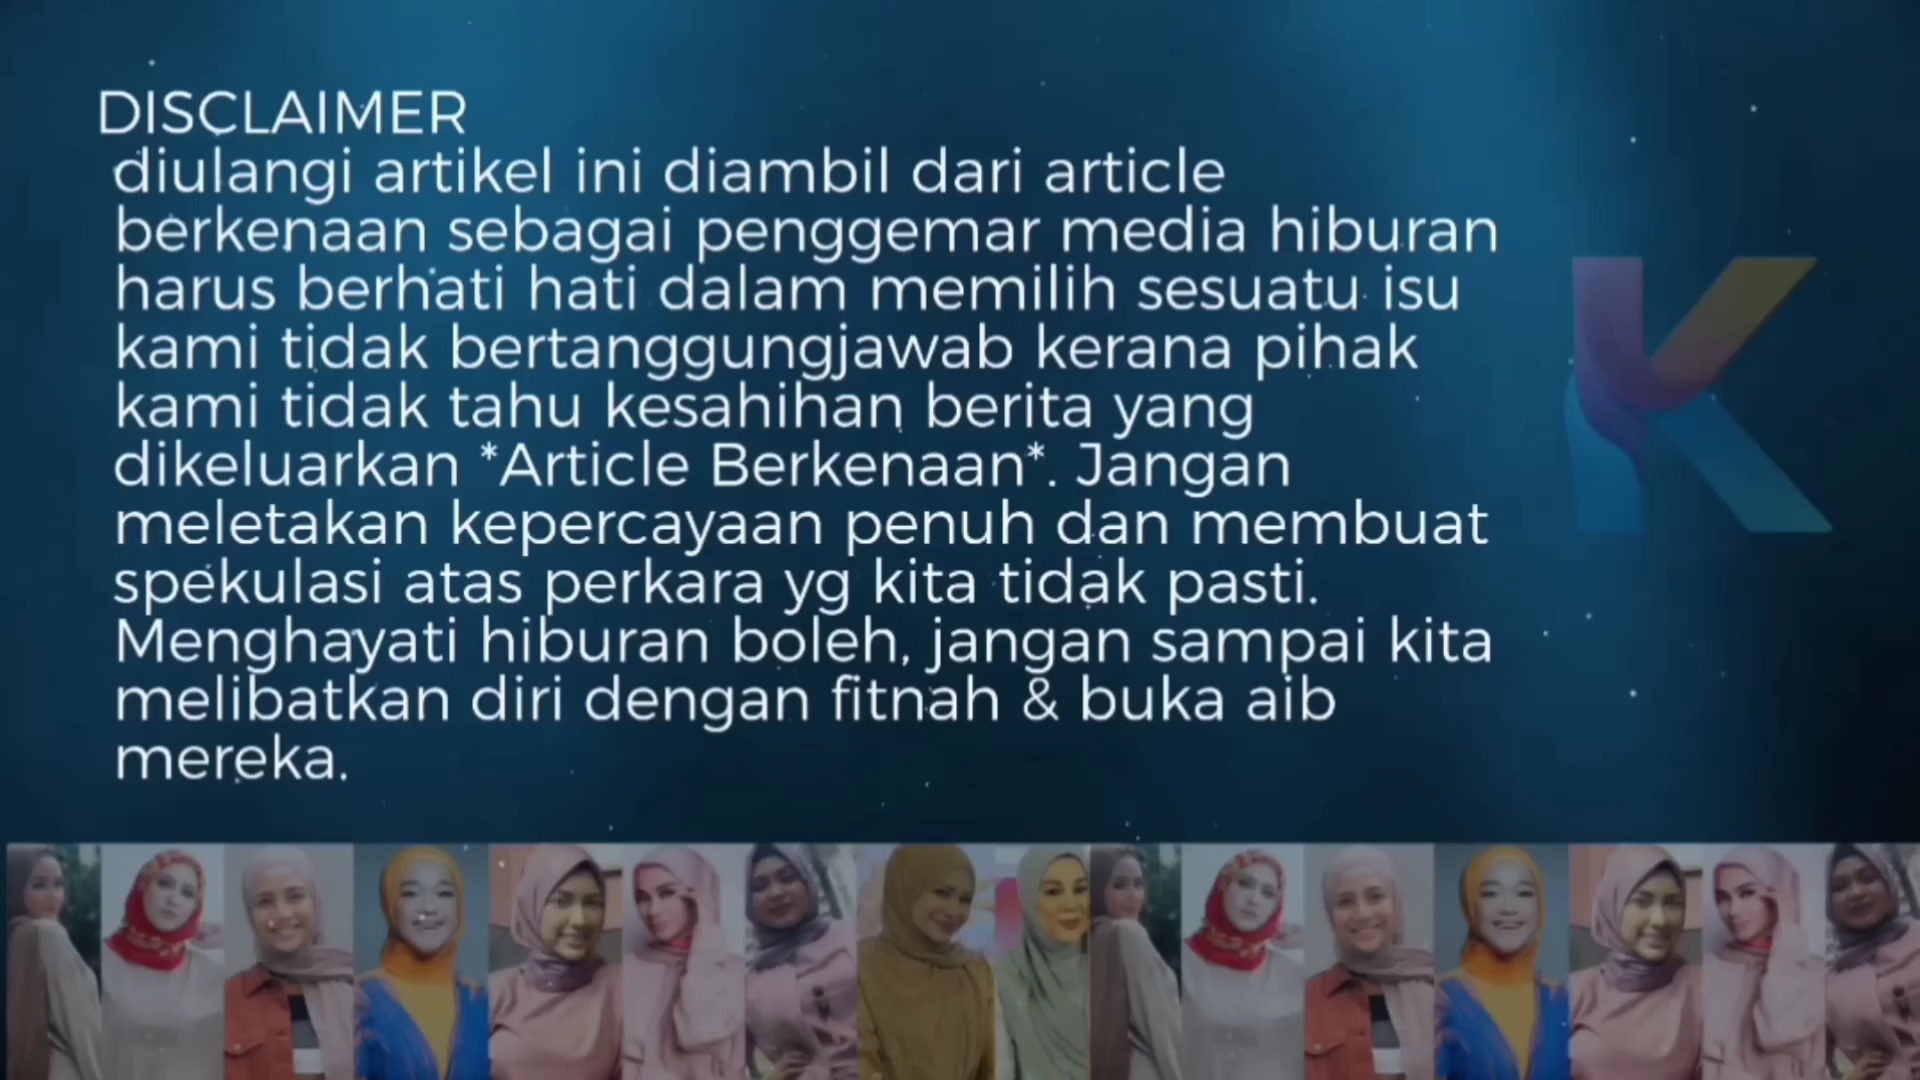 DISCLAIMER
diulangi artikel ini diambil dari article
berkenaan sebagai penggemar media hiburan
harus berhati hati dalam memilih sesuatu isu
kami tidak bertanggungjawab kerana pihak
kami tidak tahu kesahihan berita yang
dikeluarkan *Article Berkenaan*. Jangan
meletakan kepercayaan penuh dan membuat
spekulasi atas perkara yg kita tidak pasti.
Menghayati hiburan boleh, jangan sampai kita
melibatkan diri dengan fitnah & buka aib
mereka.
K